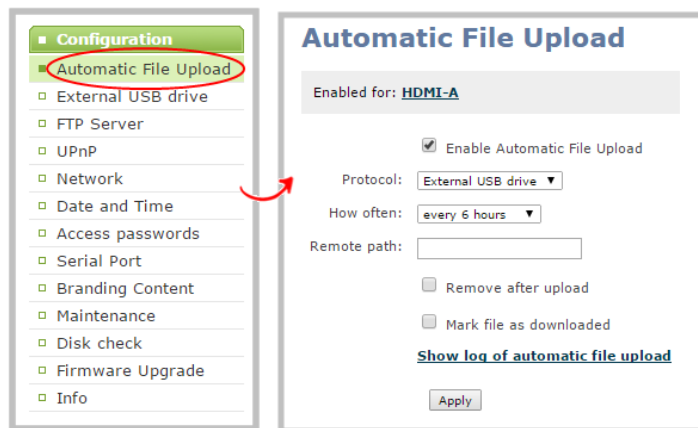 Configuration
Automatic File Upload
External USB drive
FTP Server
UPnP
Network
Date and Time
Access passwords
Serial Port
Branding Content
Maintenance
Disk check
Firmware Upgrade
Info
Automatic File Upload
Enabled for: HDMI-A
Enable Automatic File Upload
Protocol: External USB drive
How often: every 6 hours
Remote path:
Remove after upload
Mark file as downloaded
Show log of automatic file upload
Apply